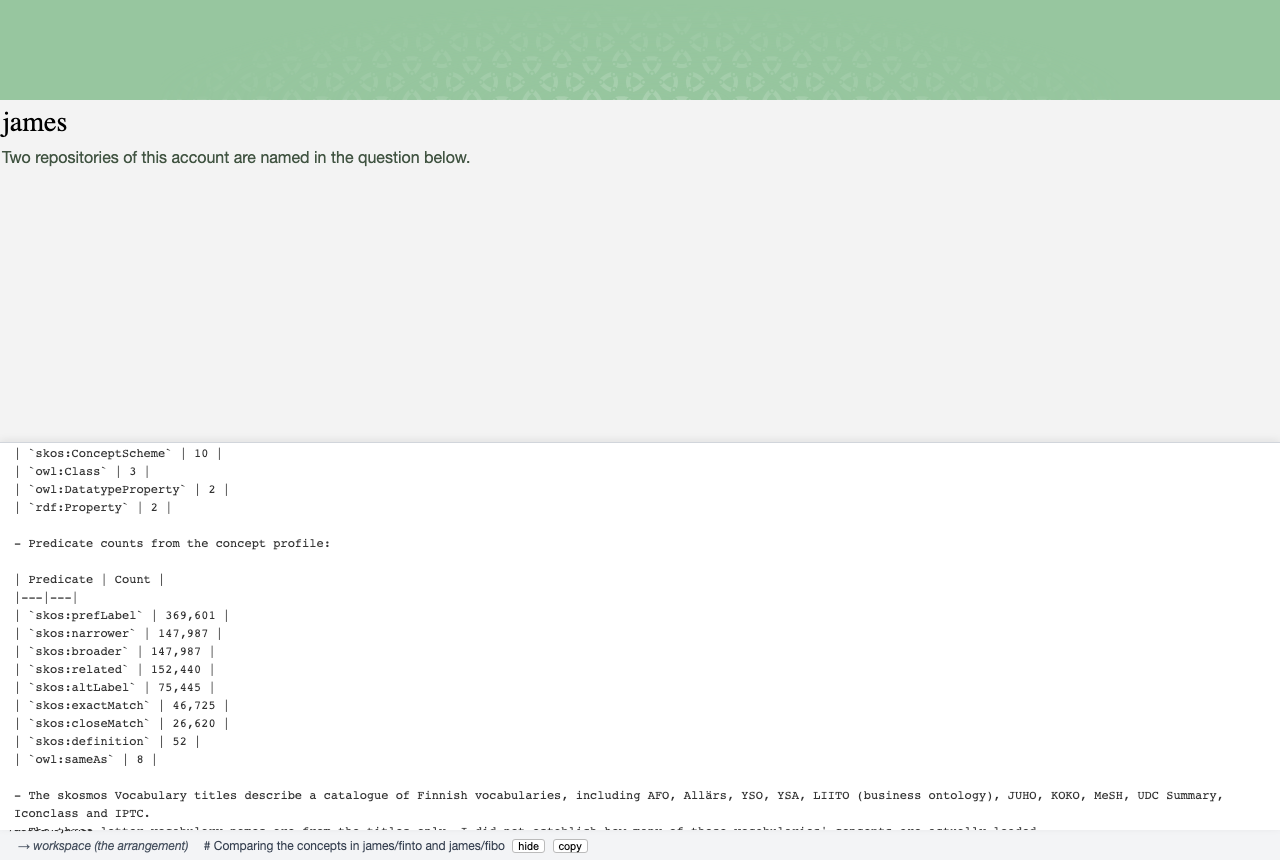 james
Two repositories of this account are named in the question below.
| `skos:ConceptScheme` | 10 |
| `owl:Class` | 3 |
| `owl:DatatypeProperty` | 2 |
| `rdf:Property` | 2 |
– Predicate counts from the concept profile:
| Predicate | Count |
|---|---|
| `skos:prefLabel` | 369,601 |
| `skos:narrower` | 147,987 |
| `skos:broader` | 147,987 |
| `skos:related` | 152,440 |
| `skos:altLabel` | 75,445 |
| `skos:exactMatch` | 46,725 |
| `skos:closeMatch` | 26,620 |
| `skos:definition` | 52 |
| `owl:sameAs` | 8 |
– The skosmos Vocabulary titles describe a catalogue of Finnish vocabularies, including AFO, Allärs, YSO, YSA, LIITO (business ontology), JUHO, KOKO, MeSH, UDC Summary,
Iconclass and IPTC.
→ workspace (the arrangement) # Comparing the concepts in james/finto and james/fibo hide copy